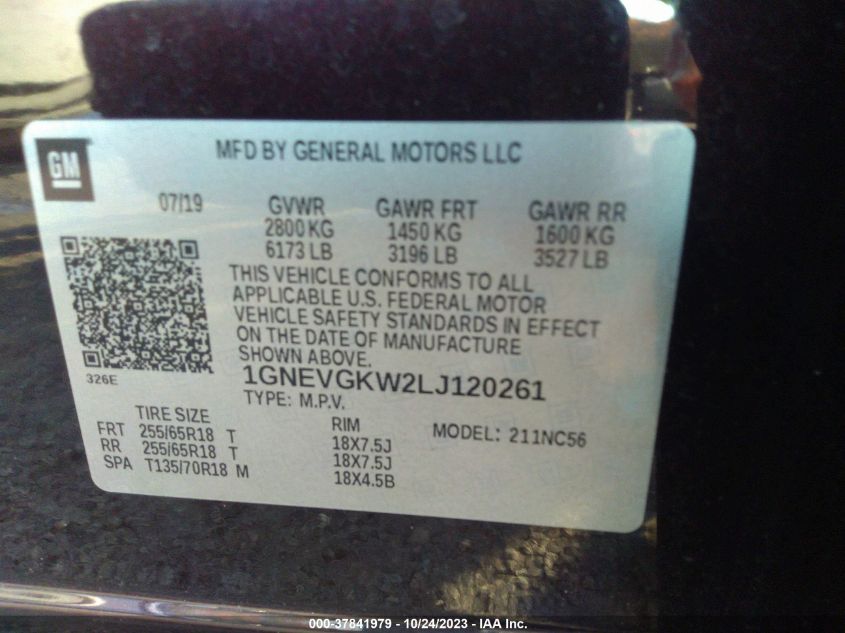 GM
MFD BY GENERAL MOTORS LLC
07/19 GVWR GAWR FRT GAWR RR
2800 KG 1450 KG 1600 KG
6173 LB 3196 LB 3527 LB
THIS VEHICLE CONFORMS TO ALL
APPLICABLE U.S. FEDERAL MOTOR
VEHICLE SAFETY STANDARDS IN EFFECT
ON THE DATE OF MANUFACTURE
SHOWN ABOVE.
326E
1GNEVGKW2LJ120261
TYPE: M.P.V.
TIRE SIZE RIM MODEL: 211NC56
FRT 255/65R18 T 18X7.5J
RR 255/65R18 T 18X7.5J
SPA T135/70R18 M 18X4.5B
000-37841979 | 10/24/2023 - IAA Inc.